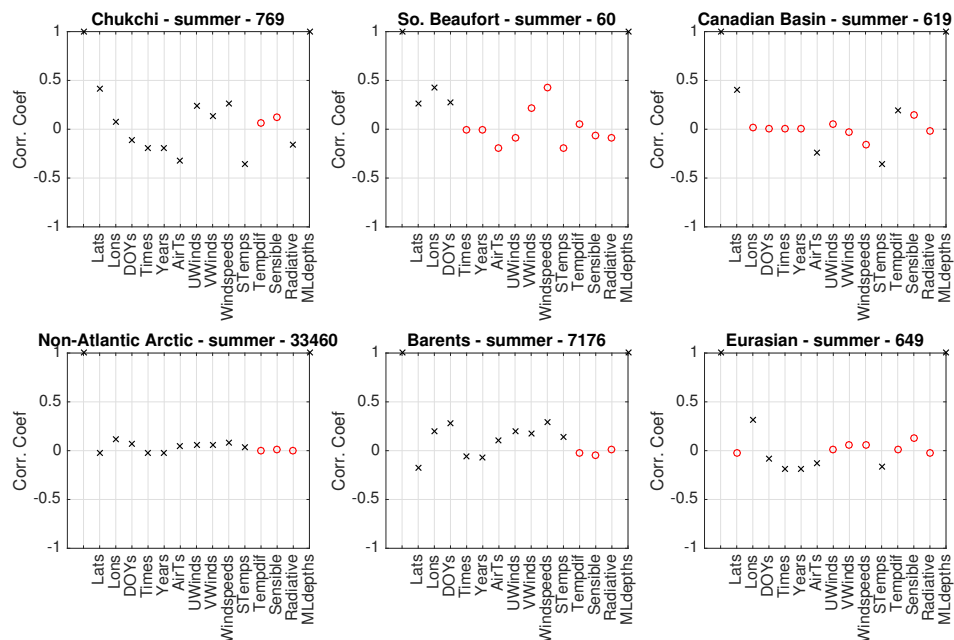 Chukchi - summer - 769
So. Beaufort - summer - 60
Canadian Basin - summer - 619
Corr. Coef
1
0.5
0
-0.5
-1
Lats
Lons
DOYs
Times
Years
AirTs
UWinds
VWinds
Windspeeds
STemps
Tempdif
Sensible
Radiative
MLdepths
Corr. Coef
1
0.5
0
-0.5
-1
Lats
Lons
DOYs
Times
Years
AirTs
UWinds
VWinds
Windspeeds
STemps
Tempdif
Sensible
Radiative
MLdepths
Corr. Coef
1
0.5
0
-0.5
-1
Lats
Lons
DOYs
Times
Years
AirTs
UWinds
VWinds
Windspeeds
STemps
Tempdif
Sensible
Radiative
MLdepths
Non-Atlantic Arctic - summer - 33460
Barents - summer - 7176
Eurasian - summer - 649
Corr. Coef
1
0.5
0
-0.5
-1
Lats
Lons
DOYs
Times
Years
AirTs
UWinds
VWinds
Windspeeds
STemps
Tempdif
Sensible
Radiative
MLdepths
Corr. Coef
1
0.5
0
-0.5
-1
Lats
Lons
DOYs
Times
Years
AirTs
UWinds
VWinds
Windspeeds
STemps
Tempdif
Sensible
Radiative
MLdepths
Corr. Coef
1
0.5
0
-0.5
-1
Lats
Lons
DOYs
Times
Years
AirTs
UWinds
VWinds
Windspeeds
STemps
Tempdif
Sensible
Radiative
MLdepths